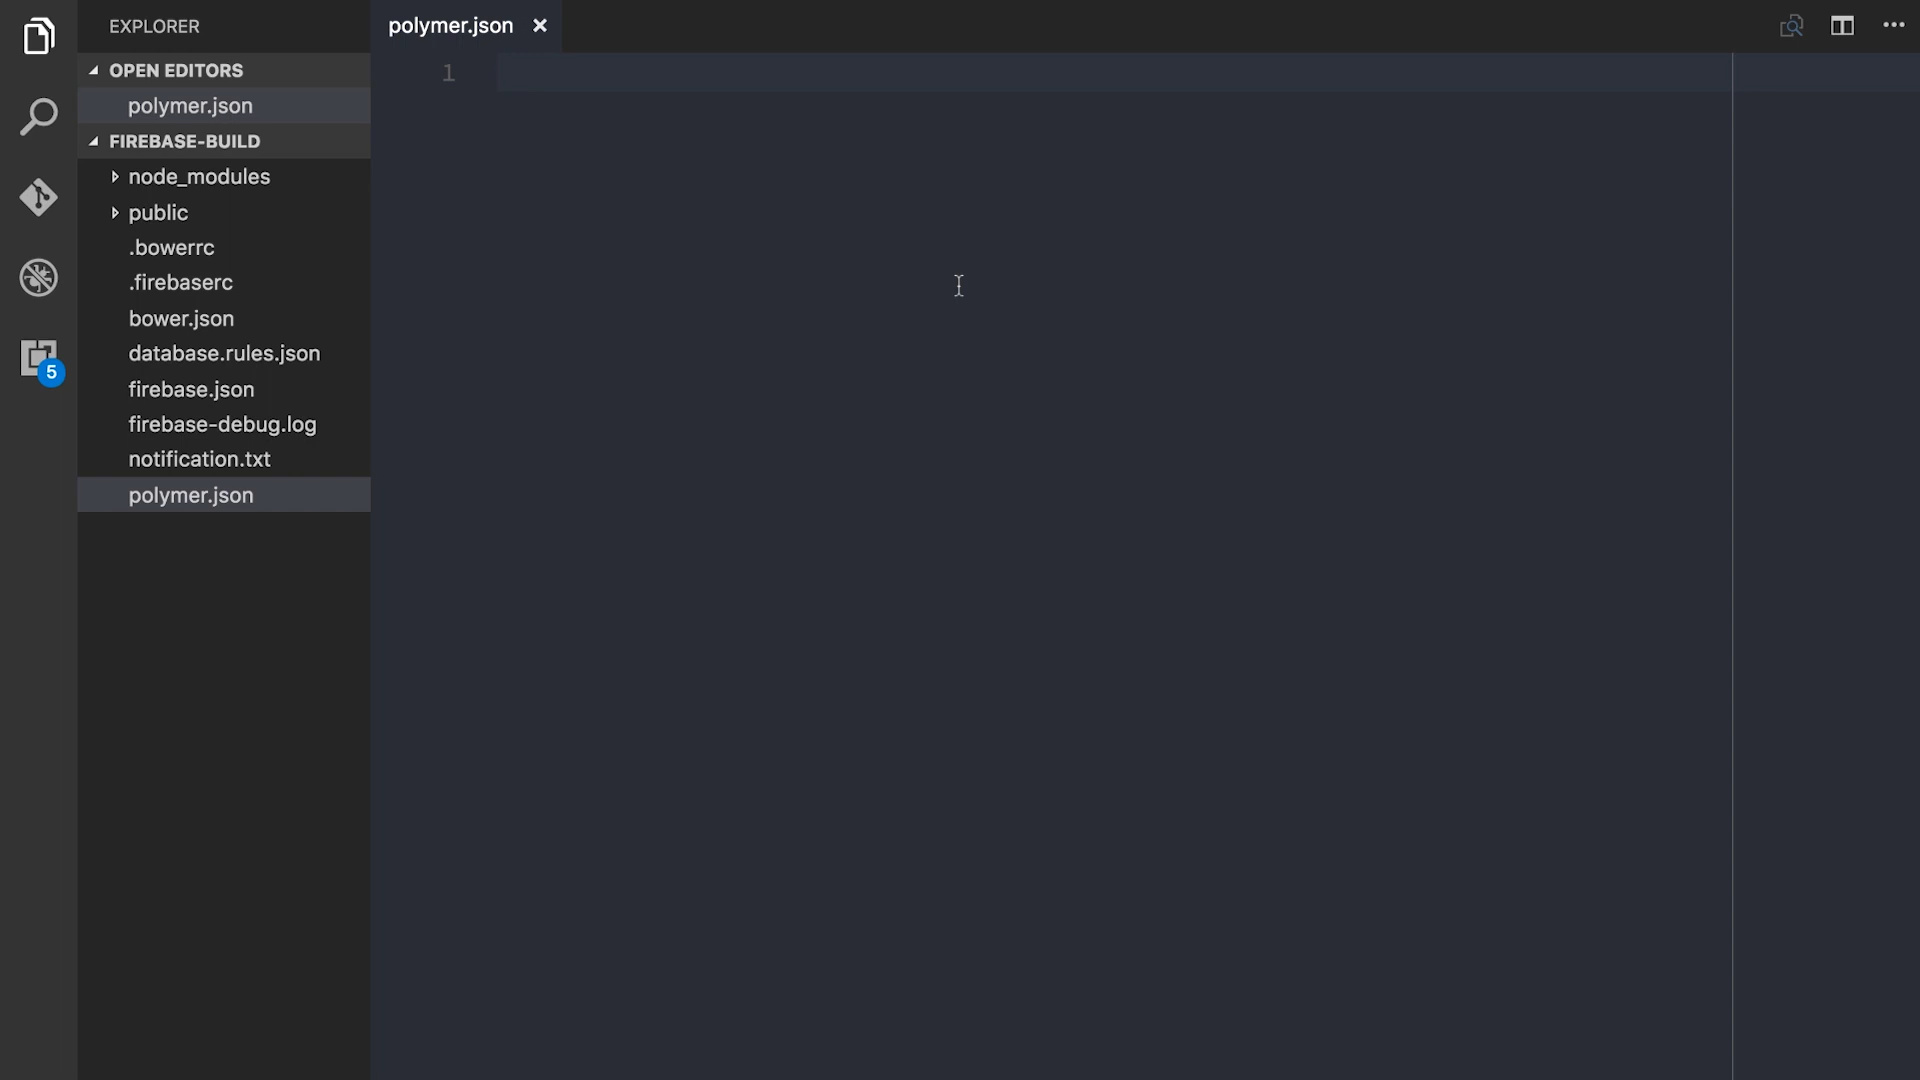 EXPLORER
OPEN EDITORS
polymer.json
FIREBASE-BUILD
node_modules
public
.bowerrc
.firebaserc
bower.json
database.rules.json
firebase.json
firebase-debug.log
notification.txt
polymer.json
5
polymer.json
1